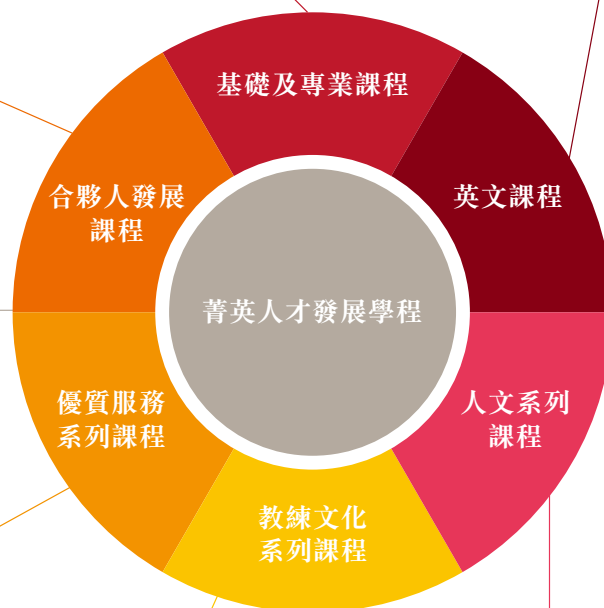 基礎及專業課程
英文課程
人文系列
課程
教練文化
系列課程
優質服務
系列課程
合夥人發展
課程
菁英人才發展學程